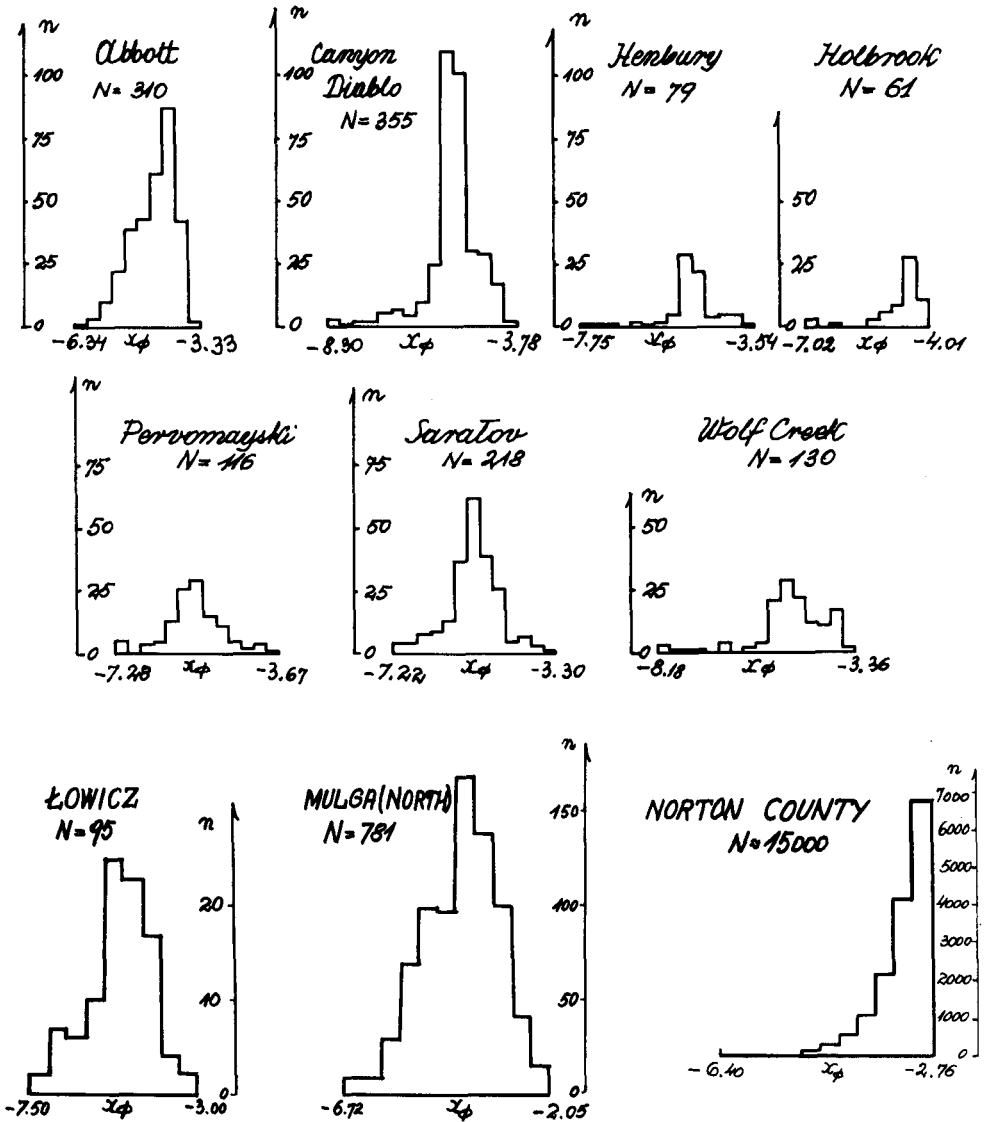 n
Abbott
N= 310
100
75
50
25
0
-6.34 xφ -3.33
n
Canyon
Diablo
N= 355
100
75
50
25
0
-8.90 xφ -3.78
n
Henbury
N= 79
100
75
50
25
0
-7.75 xφ -3.54
Holbrook
N= 61
50
25
0
-7.02 xφ -4.01
n
Pervomayski
N= 116
75
50
25
0
-7.28 xφ -3.67
n
Saratov
N= 218
75
50
25
0
-7.22 xφ -3.30
Wolf Creek
N= 130
n
50
25
0
-8.18 xφ -3.36
ŁOWICZ
N=95
n
20
10
0
-7.50 xφ -3.00
MULGA(NORTH)
N= 781
n
150
100
50
0
-6.72 xφ -2.05
NORTON COUNTY
N≈15000
n
7000
6000
5000
4000
3000
2000
1000
0
-6.40 xφ -2.76